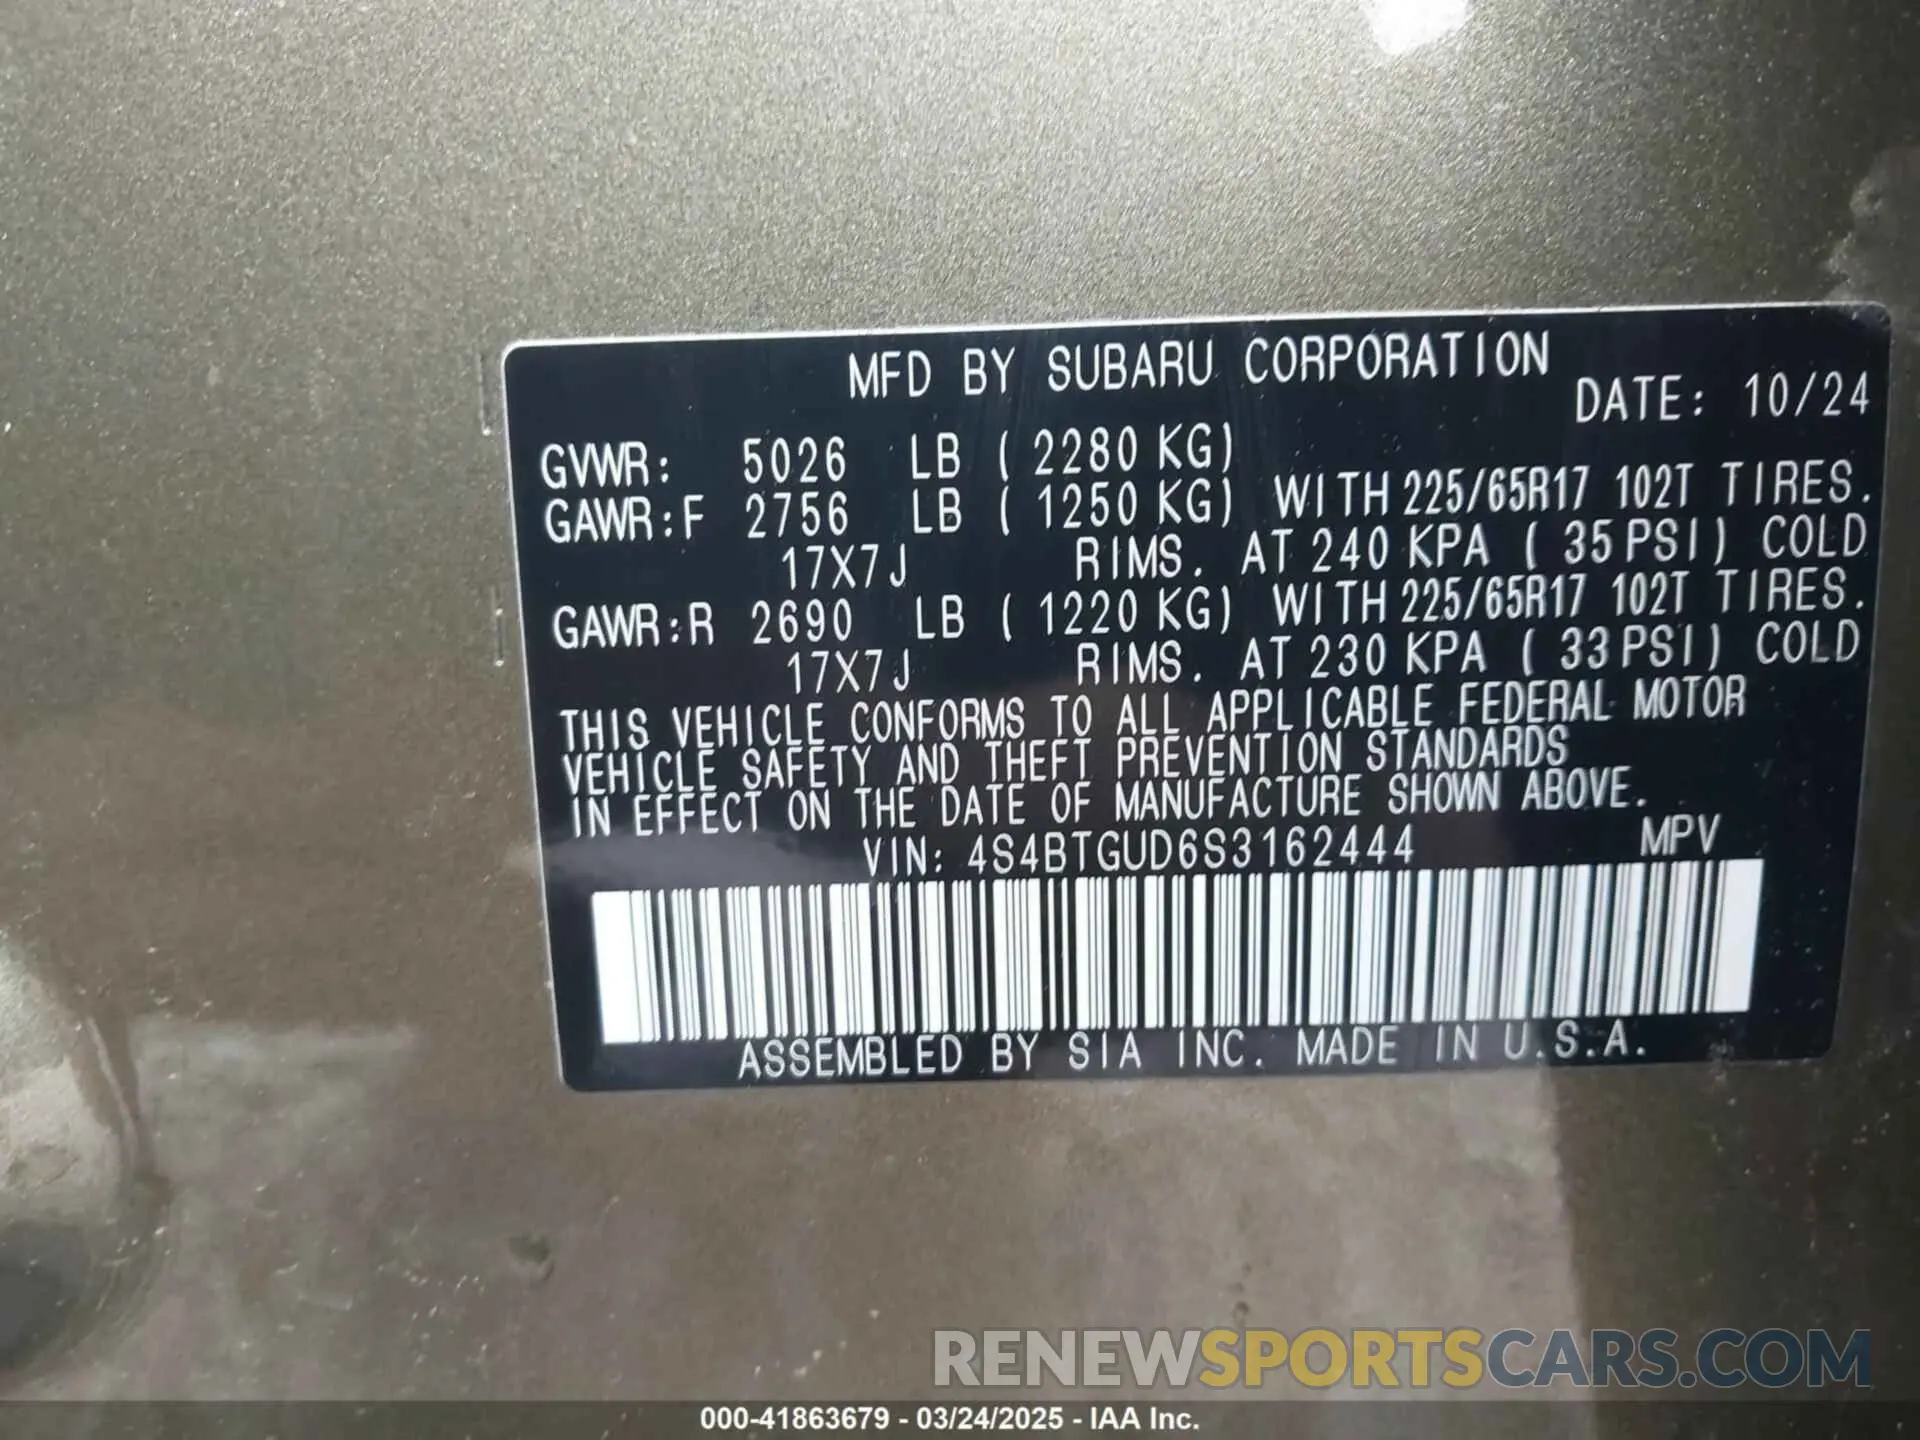 MFD BY SUBARU CORPORATION
DATE: 10/24
GVWR: 5026 LB ( 2280 KG)
GAWR:F 2756 LB ( 1250 KG) WITH 225/65R17 102T TIRES.
17X7J RIMS. AT 240 KPA ( 35 PSI) COLD
GAWR:R 2690 LB ( 1220 KG) WITH 225/65R17 102T TIRES.
17X7J RIMS. AT 230 KPA ( 33 PSI) COLD
THIS VEHICLE CONFORMS TO ALL APPLICABLE FEDERAL MOTOR
VEHICLE SAFETY AND THEFT PREVENTION STANDARDS
IN EFFECT ON THE DATE OF MANUFACTURE SHOWN ABOVE.
VIN: 4S4BTGUD6S3162444 MPV
ASSEMBLED BY SIA INC. MADE IN U.S.A.
RENEWSPORTSCARS.COM
000-41863679 - 03/24/2025 - IAA Inc.